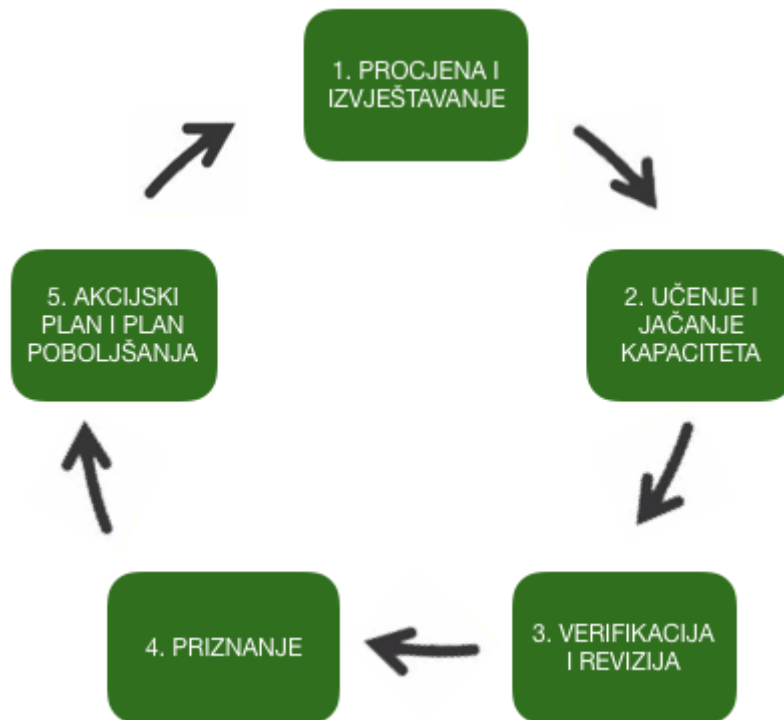 1. PROCJENA I
IZVJEŠTAVANJE
2. UČENJE I
JAČANJE
KAPACITETA
3. VERIFIKACIJA
I REVIZIJA
4. PRIZNANJE
5. AKCIJSKI
PLAN I PLAN
POBOLJŠANJA